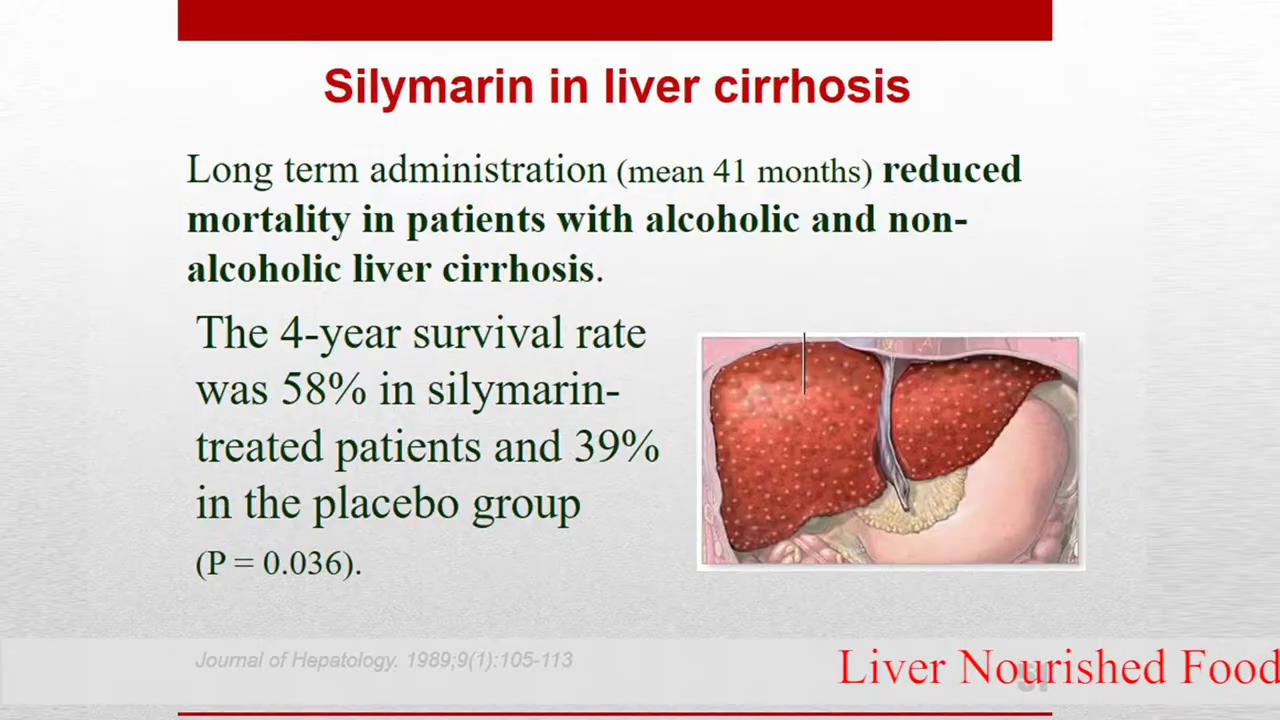 Silymarin in liver cirrhosis
Long term administration (mean 41 months) reduced
mortality in patients with alcoholic and non-
alcoholic liver cirrhosis.
The 4-year survival rate
was 58% in silymarin-
treated patients and 39%
in the placebo group
(P = 0.036).
Journal of Hepatology. 1989;9(1):105-113
Liver Nourished Food